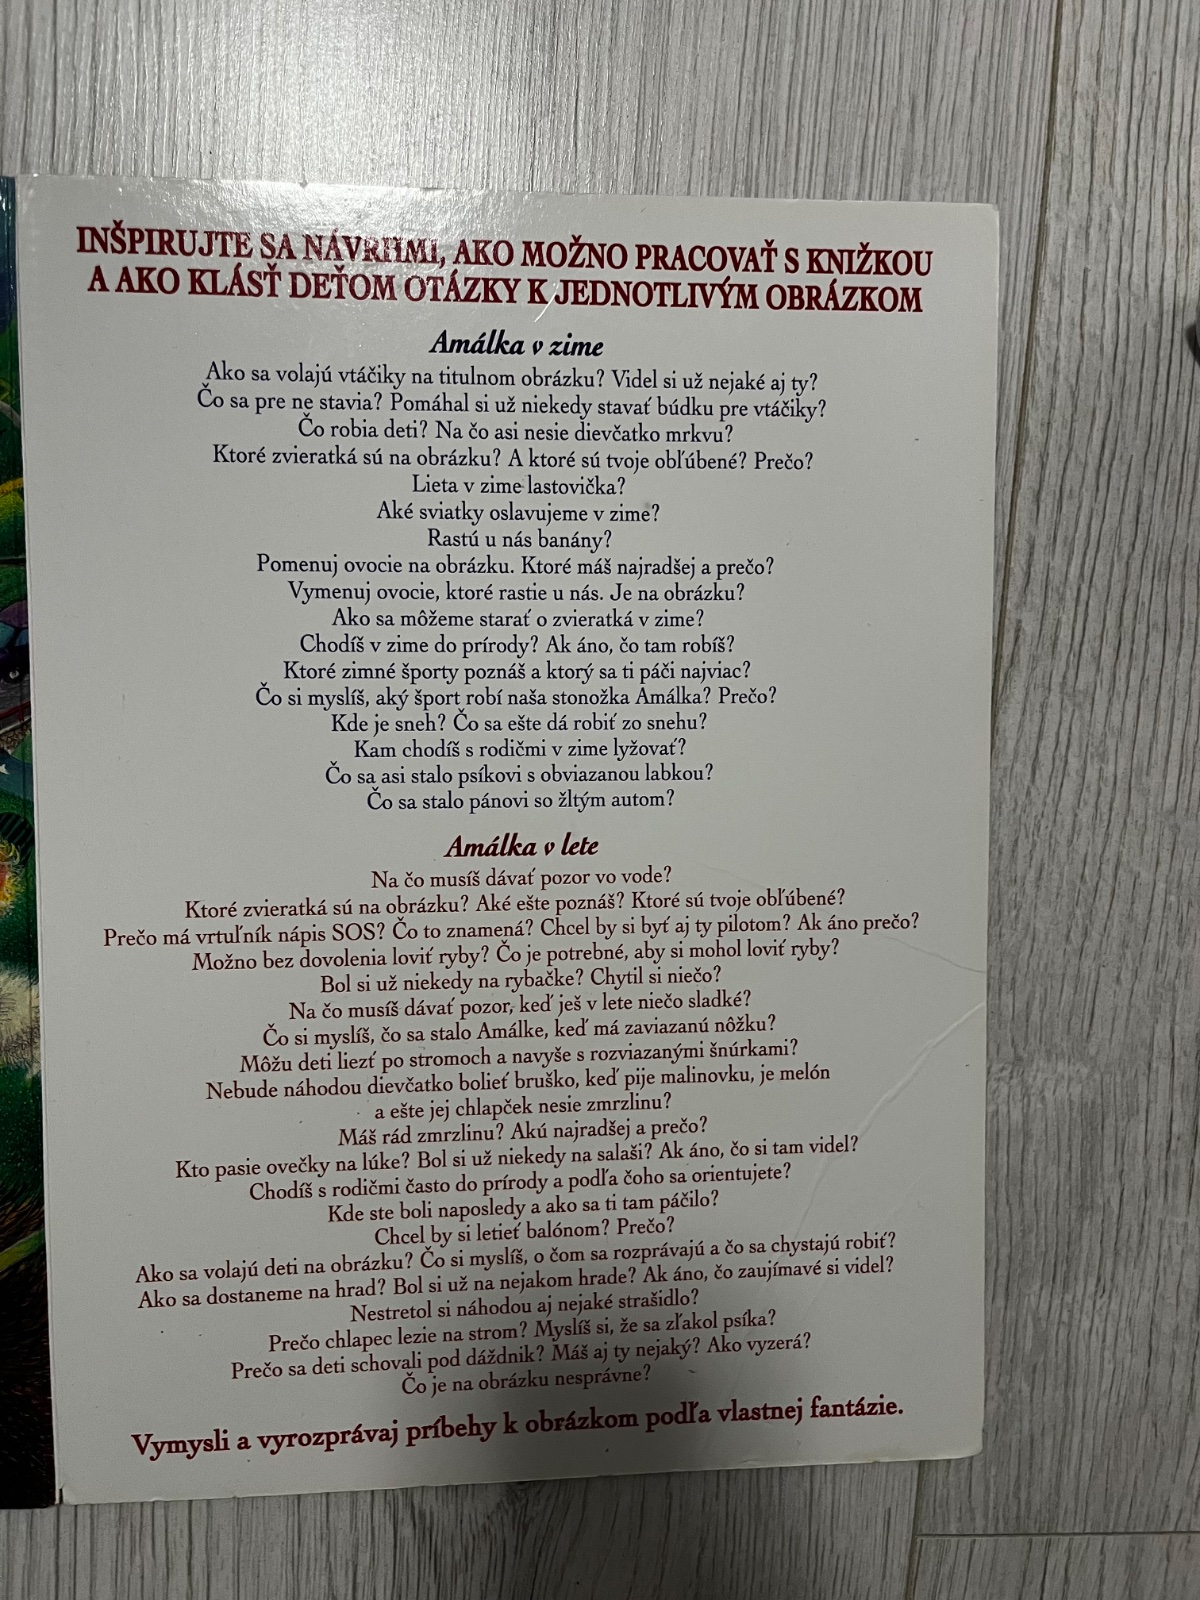 INŠPIRUJTE SA NÁVRHMI, AKO MOŽNO PRACOVAŤ S KNIŽKOU
A AKO KLÁSŤ DEŤOM OTÁZKY K JEDNOTLIVÝM OBRÁZKOM
Amálka v zime
Ako sa volajú vtáčiky na titulnom obrázku? Videl si už nejaké aj ty?
Čo sa pre ne stavia? Pomáhal si už niekedy stavať búdku pre vtáčiky?
Čo robia deti? Na čo asi nesie dievčatko mrkvu?
Ktoré zvieratká sú na obrázku? A ktoré sú tvoje obľúbené? Prečo?
Lieta v zime lastovička?
Aké sviatky oslavujeme v zime?
Rastú u nás banány?
Pomenuj ovocie na obrázku. Ktoré máš najradšej a prečo?
Vymenuj ovocie, ktoré rastie u nás. Je na obrázku?
Ako sa môžeme starať o zvieratká v zime?
Chodíš v zime do prírody? Ak áno, čo tam robíš?
Ktoré zimné športy poznáš a ktorý sa ti páči najviac?
Čo si myslíš, aký šport robí naša stonožka Amálka? Prečo?
Kde je sneh? Čo sa ešte dá robiť zo snehu?
Kam chodíš s rodičmi v zime lyžovať?
Čo sa asi stalo psíkovi s obviazanou labkou?
Čo sa stalo pánovi so žltým autom?
Amálka v lete
Na čo musíš dávať pozor vo vode?
Ktoré zvieratká sú na obrázku? Aké ešte poznáš? Ktoré sú tvoje obľúbené?
Prečo má vrtuľník nápis SOS? Čo to znamená? Chcel by si byť aj ty pilotom? Ak áno prečo?
Možno bez dovolenia loviť ryby? Čo je potrebné, aby si mohol loviť ryby?
Bol si už niekedy na rybačke? Chytil si niečo?
Na čo musíš dávať pozor, keď ješ v lete niečo sladké?
Čo si myslíš, čo sa stalo Amálke, keď má zaviazanú nôžku?
Môžu deti liezť po stromoch a navyše s rozviazanými šnúrkami?
Nebude náhodou dievčatko bolieť bruško, keď pije malinovku, je melón
a ešte jej chlapček nesie zmrzlinu?
Máš rád zmrzlinu? Akú najradšej a prečo?
Kto pasie ovečky na lúke? Bol si už niekedy na salaši? Ak áno, čo si tam videl?
Chodíš s rodičmi často do prírody a podľa čoho sa orientujete?
Kde ste boli naposledy a ako sa ti tam páčilo?
Chcel by si letieť balónom? Prečo?
Ako sa volajú deti na obrázku? Čo si myslíš, o čom sa rozprávajú a čo sa chystajú robiť?
Ako sa dostaneme na hrad? Bol si už na nejakom hrade? Ak áno, čo zaujímavé si videl?
Nestretol si náhodou aj nejaké strašidlo?
Prečo chlapec lezie na strom? Myslíš si, že sa zľakol psíka?
Prečo sa deti schovali pod dáždnik? Máš aj ty nejaký? Ako vyzerá?
Čo je na obrázku nesprávne?
Vymysli a vyrozprávaj príbehy k obrázkom podľa vlastnej fantázie.